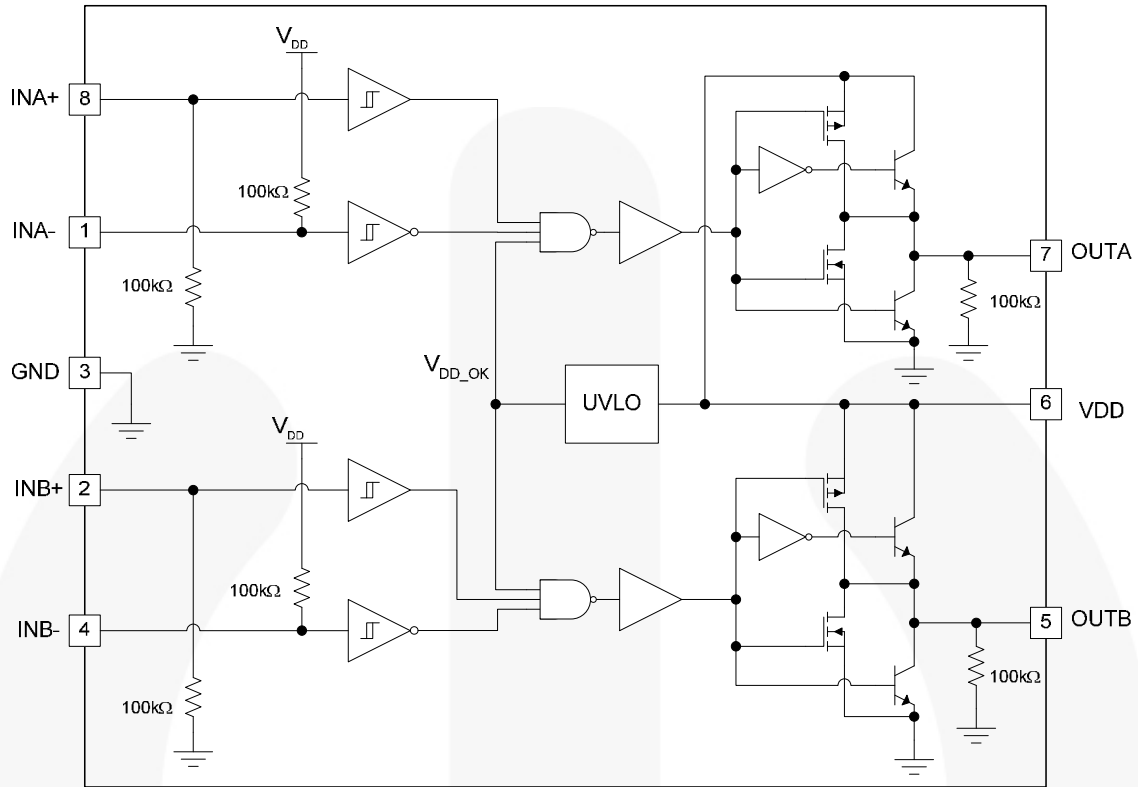 V_DD
INA+ 8
100kΩ
INA- 1
7 OUTA
100kΩ
100kΩ
GND 3
V_DD_OK
UVLO
6 VDD
V_DD
INB+ 2
100kΩ
INB- 4
5 OUTB
100kΩ
100kΩ